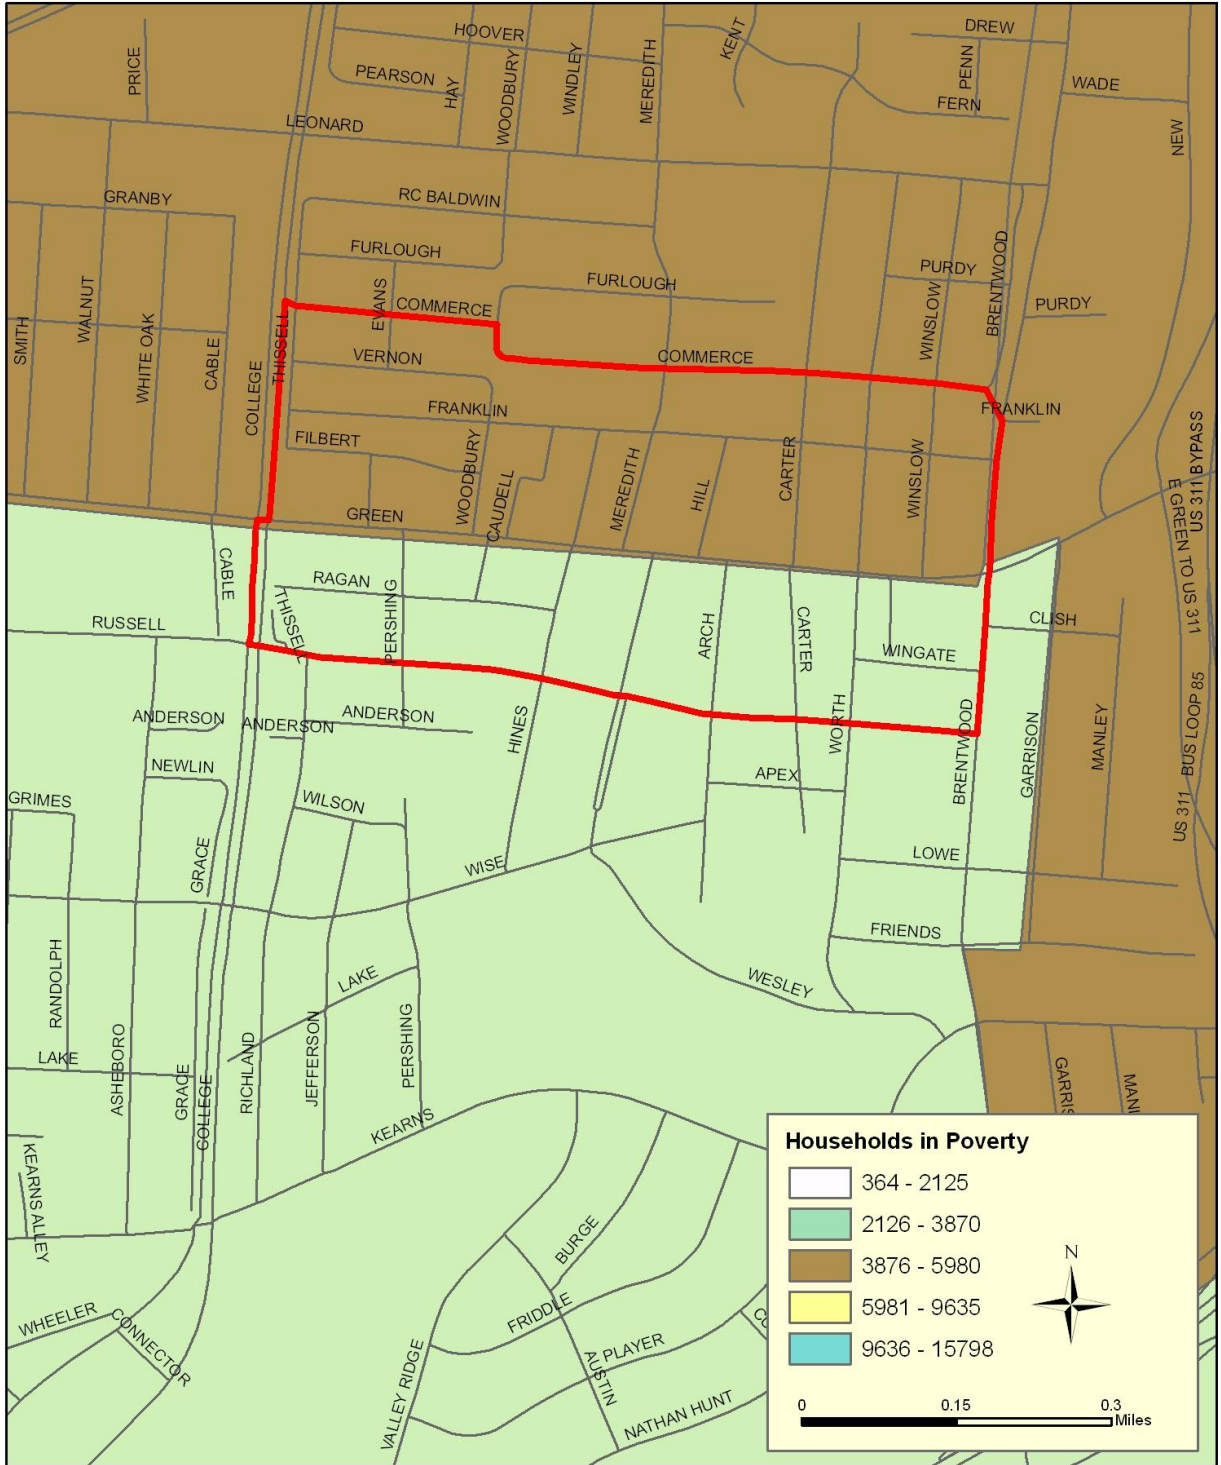 HOOVER
KENT
DREW
PRICE
PEARSON
HAY
WOODBURY
WINDLEY
MEREDITH
PENN
WADE
FERN
NEW
LEONARD
GRANBY
RC BALDWIN
FURLOUGH
FURLOUGH
PURDY
BRENTWOOD
PURDY
SMITH
WALNUT
WHITE OAK
CABLE
COLLEGE
THISSELL
EVANS
COMMERCE
COMMERCE
WINSLOW
VERNON
FRANKLIN
FRANKLIN
FILBERT
WOODBURY
CAUDELL
MEREDITH
HILL
CARTER
WINSLOW
US 311 BYPASS
E GREEN TO US 311
GREEN
CABLE
RAGAN
THISSELL
PERSHING
ARCH
CARTER
CLISH
RUSSELL
WINGATE
ANDERSON
ANDERSON
ANDERSON
HINES
WORTH
BRENTWOOD
GARRISON
MANLEY
US 311 BUS LOOP 85
NEWLIN
APEX
GRIMES
WILSON
GRACE
WISE
LOWE
FRIENDS
RANDOLPH
LAKE
WESLEY
LAKE
ASHEBORO
GRACE
COLLEGE
RICHLAND
JEFFERSON
PERSHING
GARRIS
MANL
KEARNS
KEARNS ALLEY
BURGE
WHEELER
CONNECTOR
FRIDDLE
PLAYER
AUSTIN
VALLEY RIDGE
NATHAN HUNT
Households in Poverty
364 - 2125
2126 - 3870
3876 - 5980
5981 - 9635
9636 - 15798
N
0 0.15 0.3
Miles